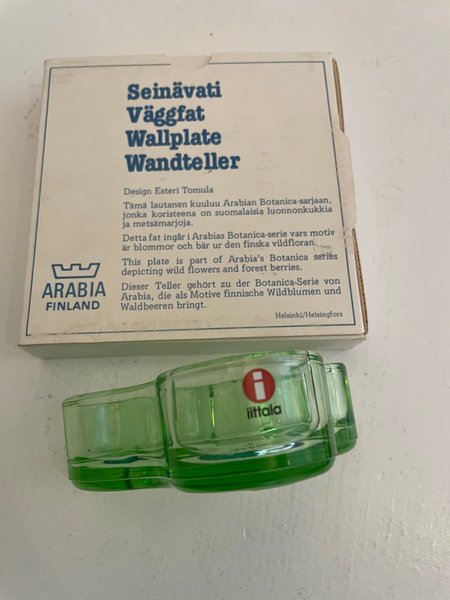 Seinävati
Väggfat
Wallplate
Wandteller
Design Esteri Tomula
Tämä lautanen kuuluu Arabian Botanica-sarjaan,
jonka koristeena on suomalaisia luonnonkukkia
ja metsämarjoja.
Detta fat ingår i Arabias Botanica-serie vars motiv
är blommor och bär ur den finska vildfloran.
This plate is part of Arabia's Botanica series
depicting wild flowers and forest berries.
Dieser Teller gehört zu der Botanica-Serie von
Arabia, die als Motive finnische Wildblumen und
Waldbeeren bringt.
Helsinki/Helsingfors
ARABIA
FINLAND
i
iittala